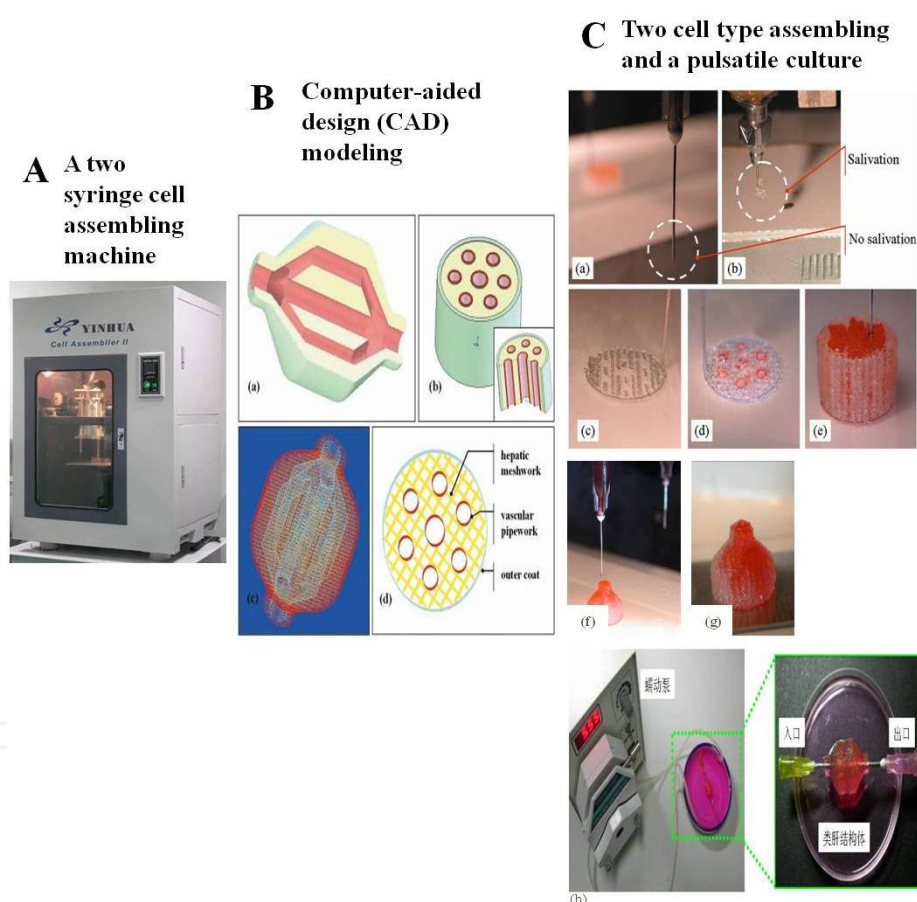 A A two
syringe cell
assembling
machine
YINHUA
Cell Assembller II
B Computer-aided
design (CAD)
modeling
(a)
(b)
(c)
(d)
hepatic
meshwork
vascular
pipework
outer coat
C Two cell type assembling
and a pulsatile culture
(a)
(b)
Salivation
No salivation
(c)
(d)
(e)
(f)
(g)
蠕动泵
入口
出口
类肝结构体
(h)